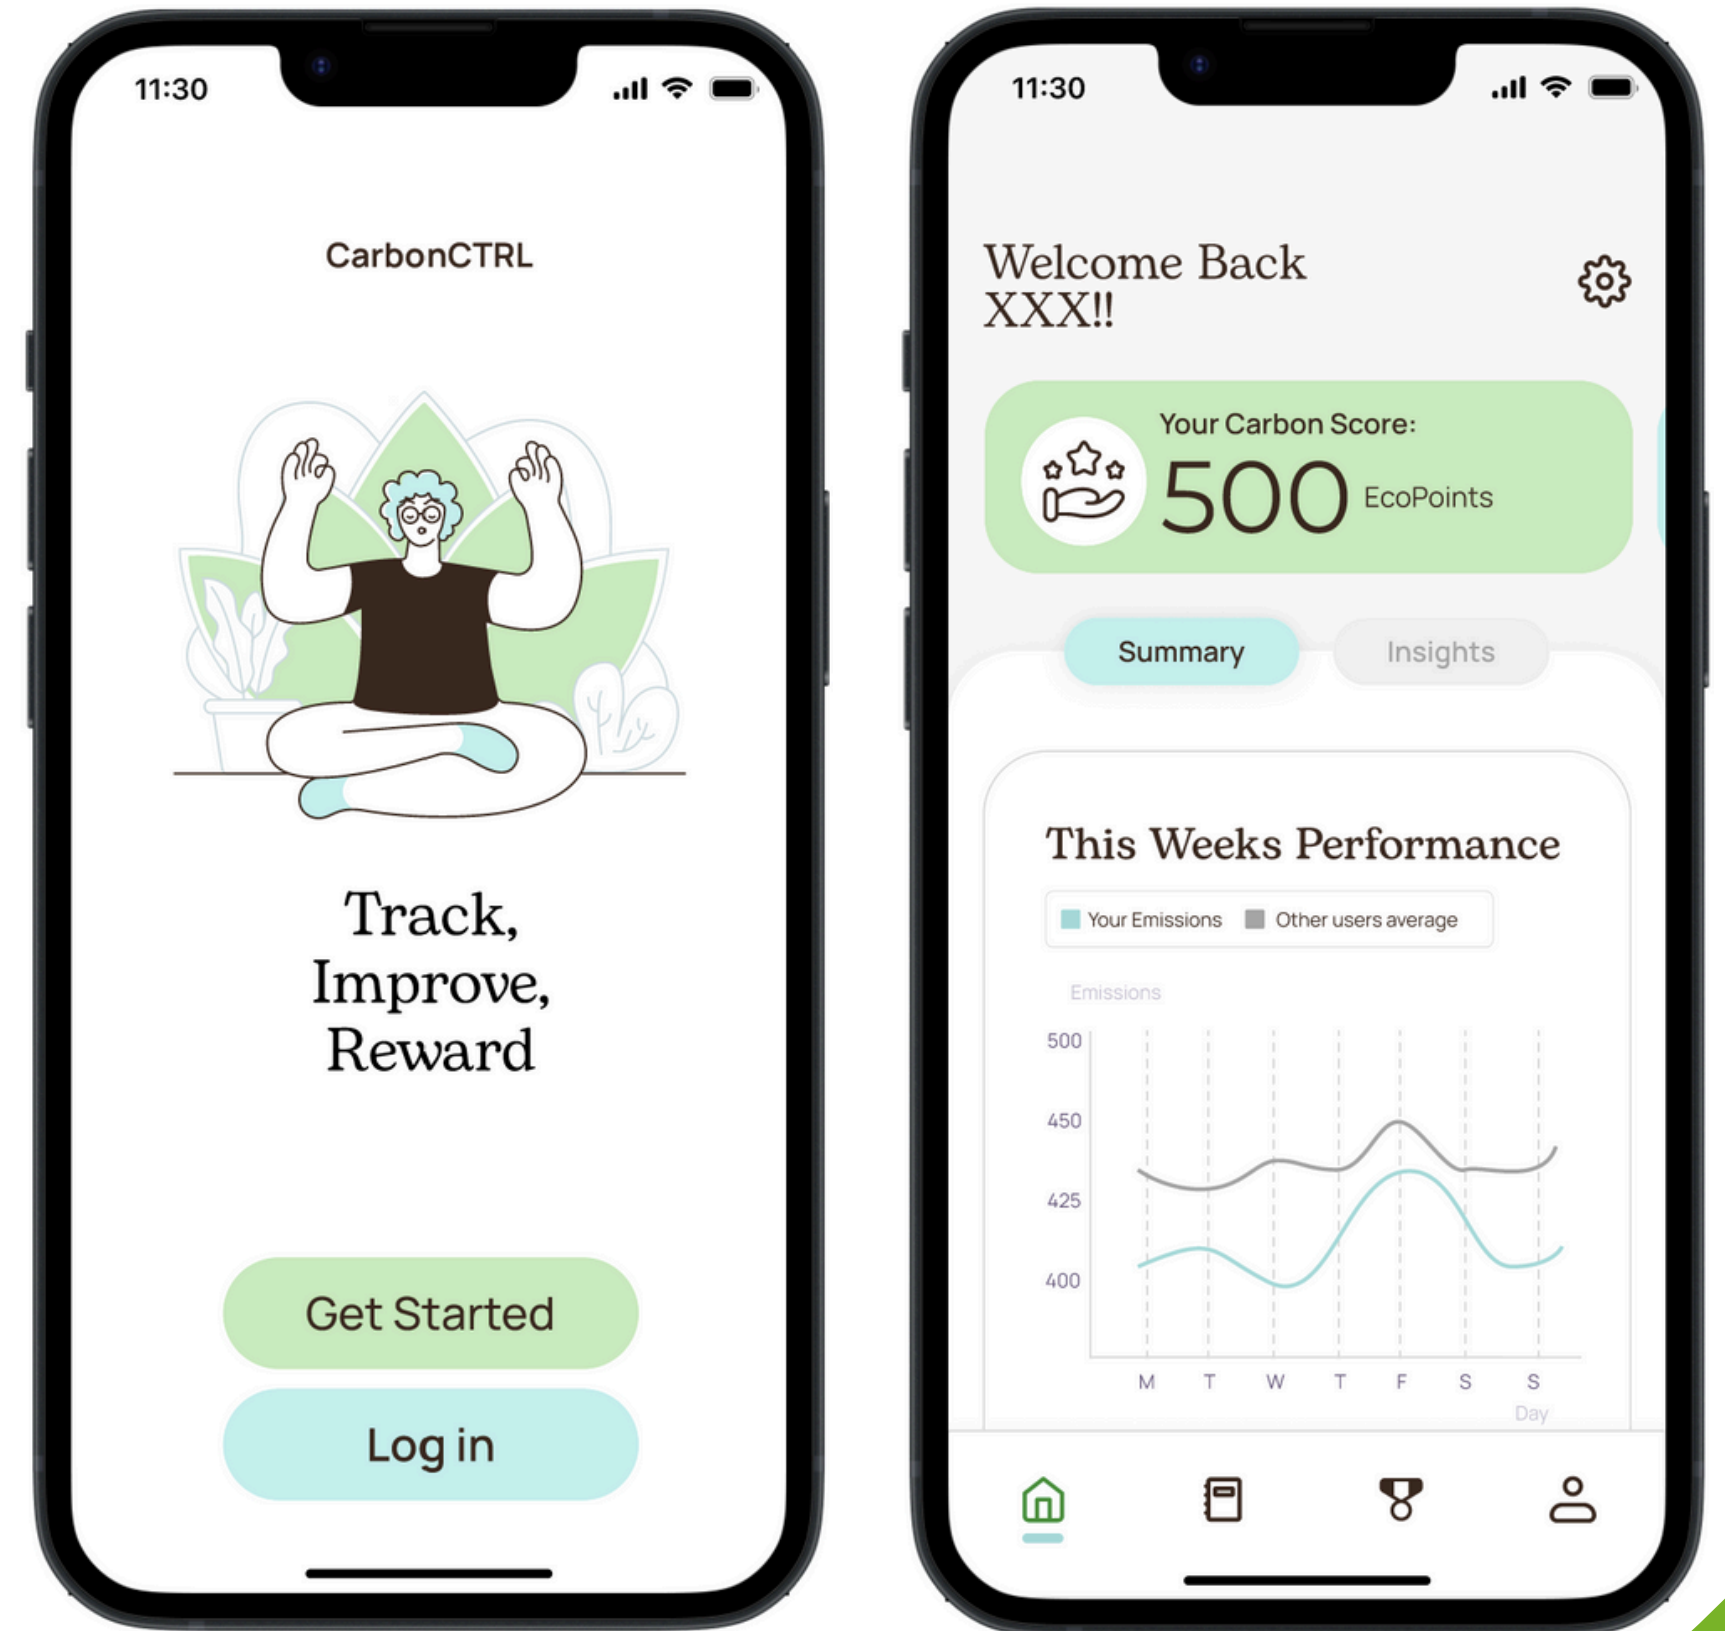 11:30
CarbonCTRL
Track,
Improve,
Reward
Get Started
Log in
11:30
Welcome Back
XXX!!
Your Carbon Score:
500 EcoPoints
Summary Insights
This Weeks Performance
Your Emissions Other users average
Emissions
500
450
425
400
M T W T F S S
Day